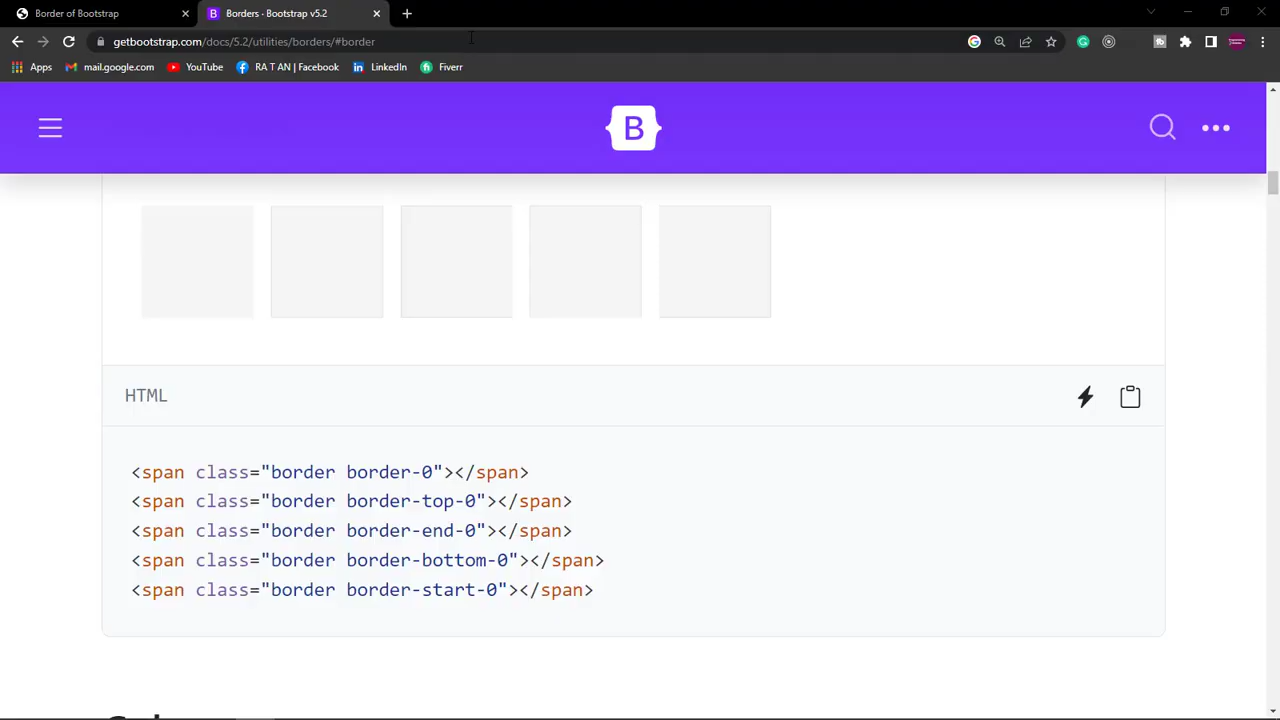 Border of Bootstrap
B Borders · Bootstrap v5.2
getbootstrap.com/docs/5.2/utilities/borders/#border
Apps mail.google.com YouTube RA T AN | Facebook LinkedIn Fiverr
B
HTML
<span class="border border-0"></span>
<span class="border border-top-0"></span>
<span class="border border-end-0"></span>
<span class="border border-bottom-0"></span>
<span class="border border-start-0"></span>